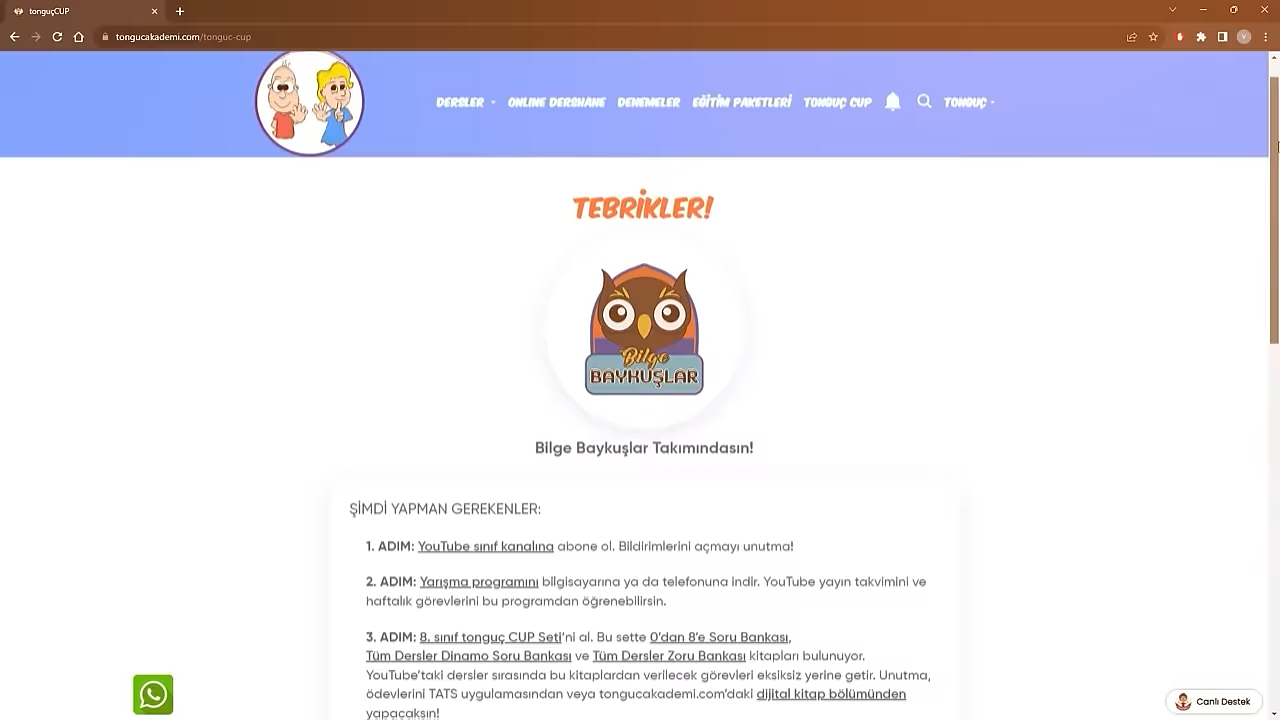 tonguçCUP
tongucakademi.com/tonguc-cup
DERSLER ONLINE DERSHANE DENEMELER EĞİTİM PAKETLERİ TONGUÇ CUP TONGUÇ
TEBRİKLER!
Bilge
BAYKUŞLAR
Bilge Baykuşlar Takımındasın!
ŞİMDİ YAPMAN GEREKENLER:
1. ADIM: YouTube sınıf kanalına abone ol. Bildirimlerini açmayı unutma!
2. ADIM: Yarışma programını bilgisayarına ya da telefonuna indir. YouTube yayın takvimini ve
haftalık görevlerini bu programdan öğrenebilirsin.
3. ADIM: 8. sınıf tonguç CUP Seti'ni al. Bu sette 0'dan 8'e Soru Bankası,
Tüm Dersler Dinamo Soru Bankası ve Tüm Dersler Zoru Bankası kitapları bulunuyor.
YouTube'taki dersler sırasında bu kitaplardan verilecek görevleri eksiksiz yerine getir. Unutma,
ödevlerini TATS uygulamasından veya tongucakademi.com'daki dijital kitap bölümünden
yapacaksın!
Canlı Destek